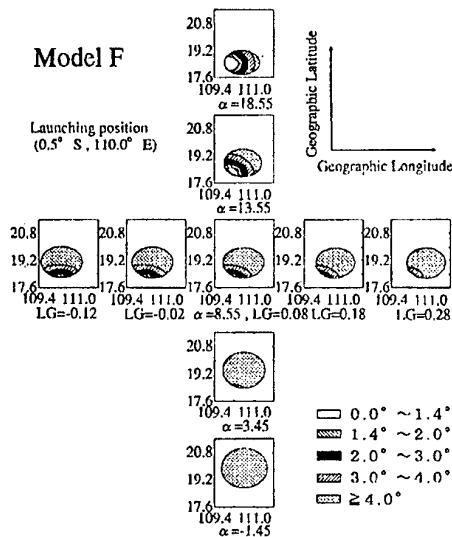 20.8
Model F
19.2
17.6
109.4 111.0
α=18.55
Geographic Latitude
Launching position
(0.5° S , 110.0° E)
20.8
19.2
17.6
109.4 111.0
α=13.55
Geographic Longitude
20.8 20.8 20.8 20.8 20.8
19.2 19.2 19.2 19.2 19.2
17.6 17.6 17.6 17.6 17.6
109.4 111.0 109.4 111.0 109.4 111.0 109.4 111.0 109.4 111.0
LG=-0.12 LG=-0.02 α=8.55 , LG=0.08 LG=0.18 LG=0.28
20.8
19.2
17.6
109.4 111.0
α=3.45
20.8
19.2
17.6
109.4 111.0
α=-1.45
0.0° ~1.4°
1.4° ~2.0°
2.0° ~3.0°
3.0° ~4.0°
≧4.0°